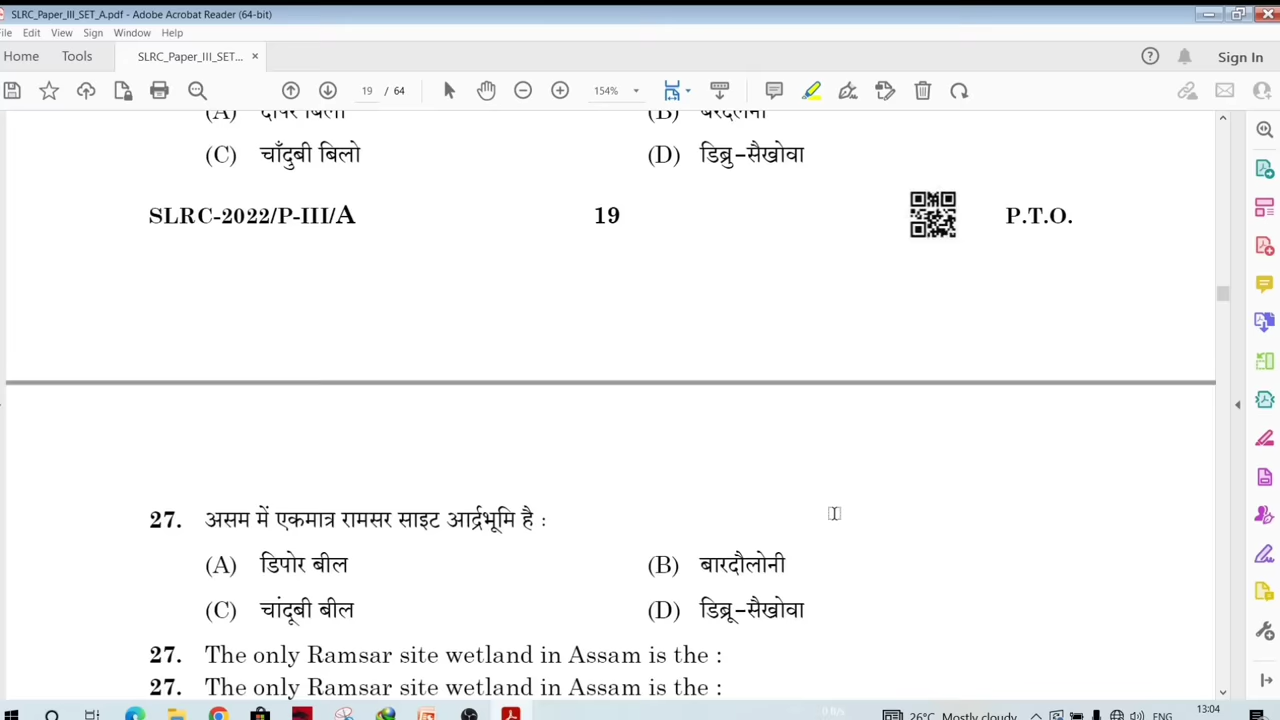 SLRC_Paper_III_SET_A.pdf - Adobe Acrobat Reader (64-bit)
File Edit View Sign Window Help
Home Tools SLRC_Paper_III_SET... × Sign In
19 / 64 154%
(A) (B)
(C) चाँदुबी बिलो (D) डिब्रु-सैखोवा
SLRC-2022/P-III/A 19 P.T.O.
27. असम में एकमात्र रामसर साइट आर्द्रभूमि है :
(A) डिपोर बील (B) बारदौलोनी
(C) चांदूबी बील (D) डिब्रू-सैखोवा
27. The only Ramsar site wetland in Assam is the :
27. The only Ramsar site wetland in Assam is the :
26°C Mostly cloudy ENG 13:04